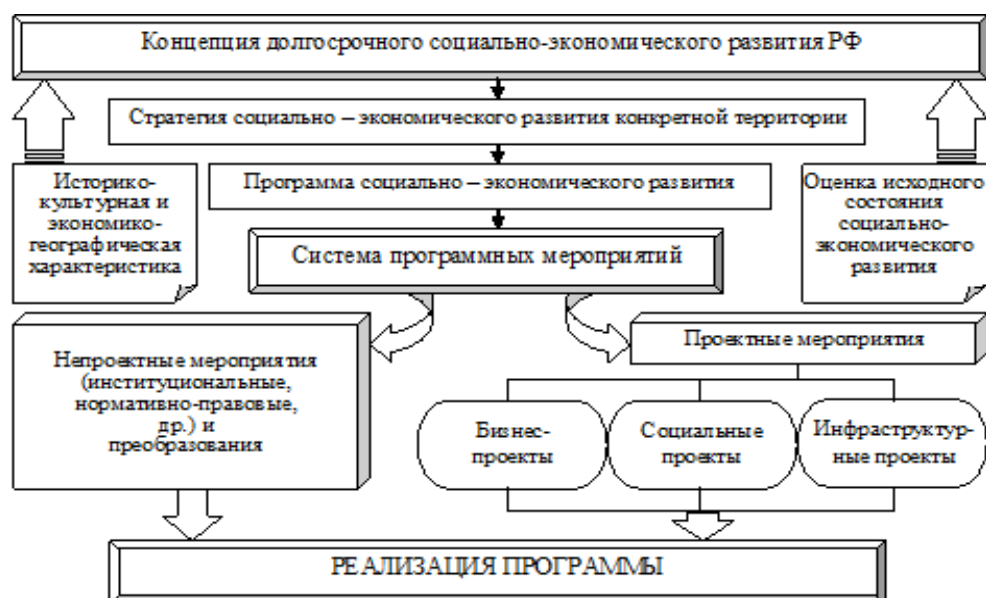 Концепция долгосрочного социально-экономического развития РФ
Стратегия социально – экономического развития конкретной территории
Историко-
культурная и
экономико-
географическая
характеристика
Программа социально – экономического развития
Оценка исходного
состояния
социально-
экономического
развития
Система программных мероприятий
Непроектные мероприятия
(институциональные,
нормативно-правовые,
др.) и
преобразования
Проектные мероприятия
Бизнес-
проекты
Социальные
проекты
Инфраструктур-
ные проекты
РЕАЛИЗАЦИЯ ПРОГРАММЫ